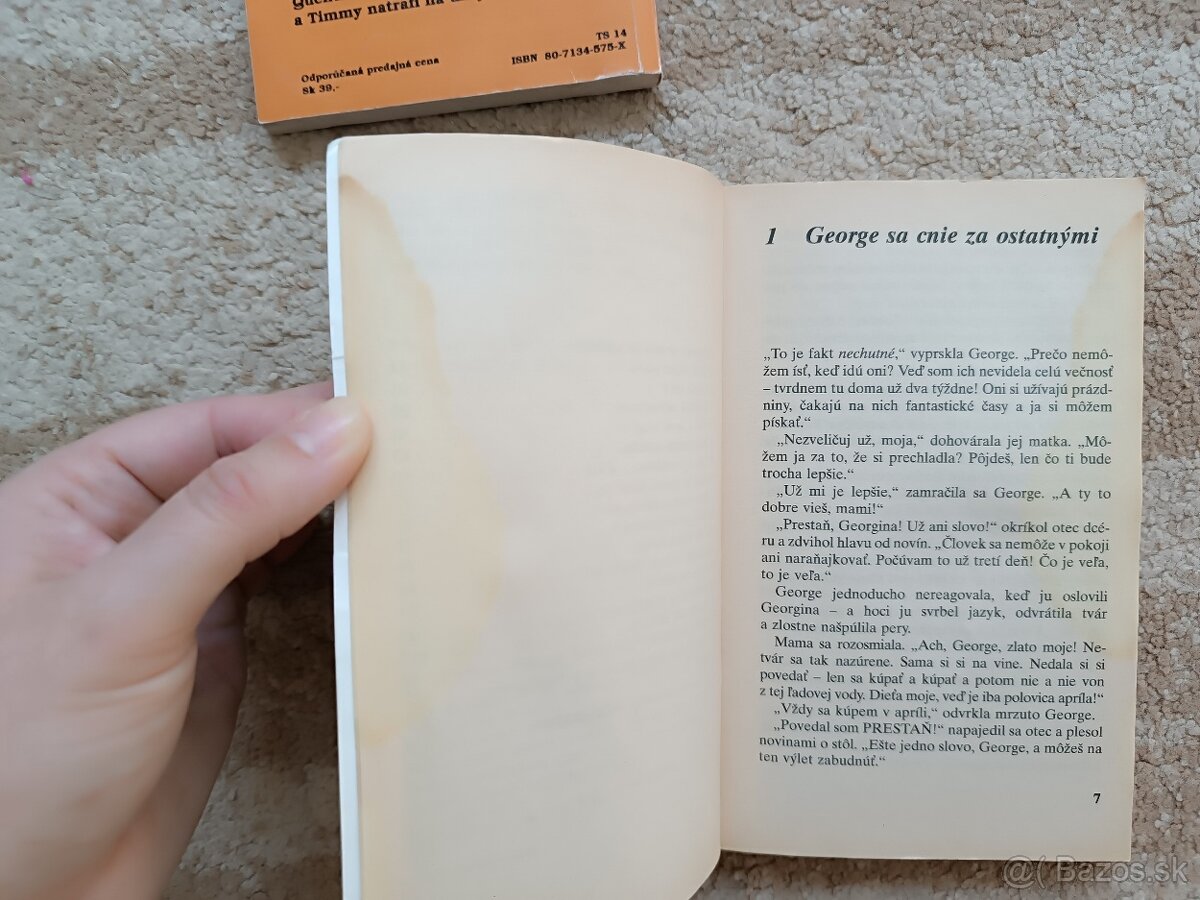 a Timmy natrafí na
TS 14
ISBN 80-7134-575-X
Odporúčaná predajná cena
Sk 39,-
1 George sa cnie za ostatnými
„To je fakt nechutné,“ vyprskla George. „Prečo nemô-
žem ísť, keď idú oni? Veď som ich nevidela celú večnosť
– tvrdnem tu doma už dva týždne! Oni si užívajú prázd-
niny, čakajú na nich fantastické časy a ja si môžem
pískať.“
„Nezveličuj už, moja,“ dohovárala jej matka. „Mô-
žem ja za to, že si prechladla? Pôjdeš, len čo ti bude
trocha lepšie.“
„Už mi je lepšie,“ zamračila sa George. „A ty to
dobre vieš, mami!“
„Prestaň, Georgina! Už ani slovo!“ okríkol otec dcé-
ru a zdvihol hlavu od novín. „Človek sa nemôže v pokoji
ani naraňajkovať. Počúvam to už tretí deň! Čo je veľa,
to je veľa.“
George jednoducho nereagovala, keď ju oslovili
Georgina – a hoci ju svrbel jazyk, odvrátila tvár
a zlostne našpúlila pery.
Mama sa rozosmiala. „Ach, George, zlato moje! Ne-
tvár sa tak nazúrene. Sama si si na vine. Nedala si si
povedať – len sa kúpať a kúpať a potom nie a nie von
z tej ľadovej vody. Dieťa moje, veď je iba polovica apríla!“
„Vždy sa kúpem v apríli,“ odvrkla mrzuto George.
„Povedal som PRESTAŇ!“ napajedil sa otec a plesol
novinami o stôl. „Ešte jedno slovo, George, a môžeš na
ten výlet zabudnúť.“
7
@( Bazos.sk